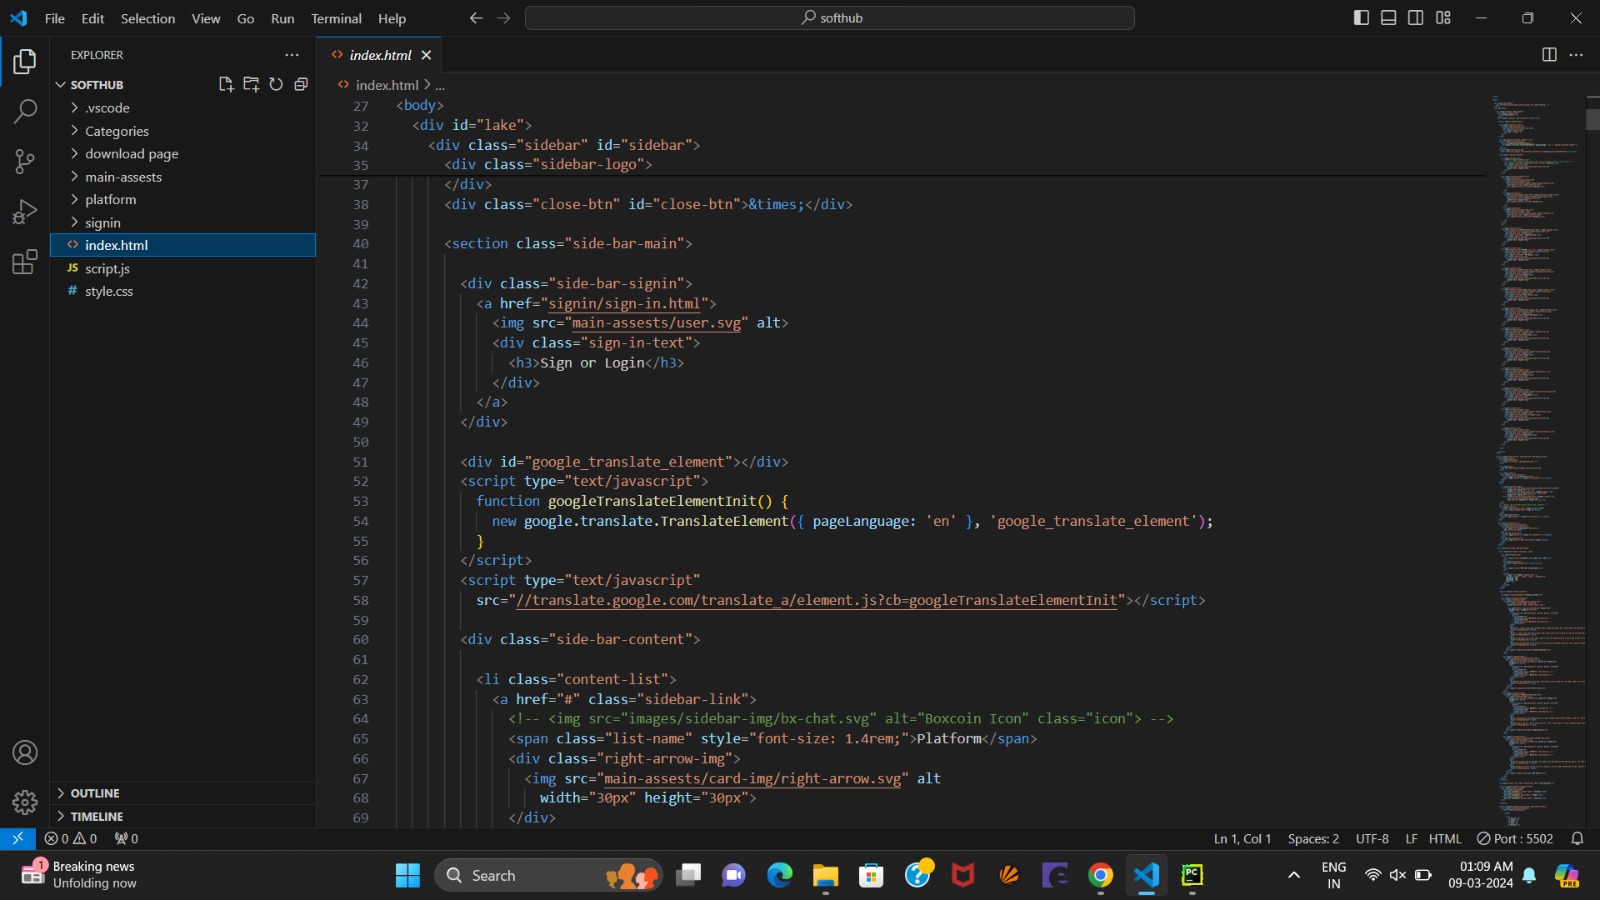 File Edit Selection View Go Run Terminal Help
softhub
EXPLORER
SOFTHUB
.vscode
Categories
download page
main-assests
platform
signin
<> index.html
JS script.js
# style.css
OUTLINE
TIMELINE
<> index.html
<> index.html > ...
27 <body>
32 <div id="lake">
34 <div class="sidebar" id="sidebar">
35 <div class="sidebar-logo">
37 </div>
38 <div class="close-btn" id="close-btn">&times;</div>
39
40 <section class="side-bar-main">
41
42 <div class="side-bar-signin">
43 <a href="signin/sign-in.html">
44 <img src="main-assests/user.svg" alt>
45 <div class="sign-in-text">
46 <h3>Sign or Login</h3>
47 </div>
48 </a>
49 </div>
50
51 <div id="google_translate_element"></div>
52 <script type="text/javascript">
53 function googleTranslateElementInit() {
54 new google.translate.TranslateElement({ pageLanguage: 'en' }, 'google_translate_element');
55 }
56 </script>
57 <script type="text/javascript"
58 src="//translate.google.com/translate_a/element.js?cb=googleTranslateElementInit"></script>
59
60 <div class="side-bar-content">
61
62 <li class="content-list">
63 <a href="#" class="sidebar-link">
64 <!-- <img src="images/sidebar-img/bx-chat.svg" alt="Boxcoin Icon" class="icon"> -->
65 <span class="list-name" style="font-size: 1.4rem;">Platform</span>
66 <div class="right-arrow-img">
67 <img src="main-assests/card-img/right-arrow.svg" alt
68 width="30px" height="30px">
69 </div>
0 0 0
Ln 1, Col 1 Spaces: 2 UTF-8 LF HTML Port : 5502
1
Breaking news
Unfolding now
Search
PC
PRE
ENG
IN
01:09 AM
09-03-2024